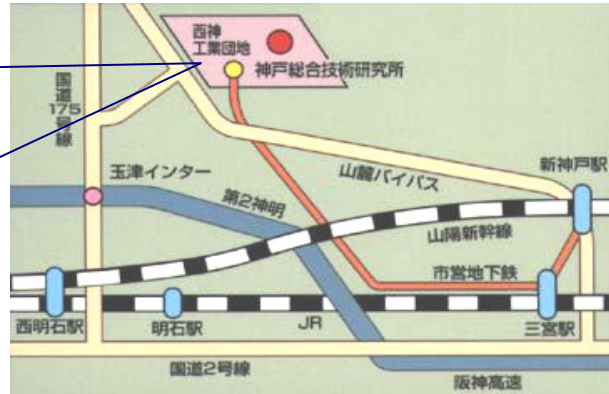 西神
工業団地
神戸総合技術研究所
国道175号線
玉津インター
第2神明
山麓バイパス
新神戸駅
山陽新幹線
市営地下鉄
西明石駅
明石駅
JR
三宮駅
国道2号線
阪神高速